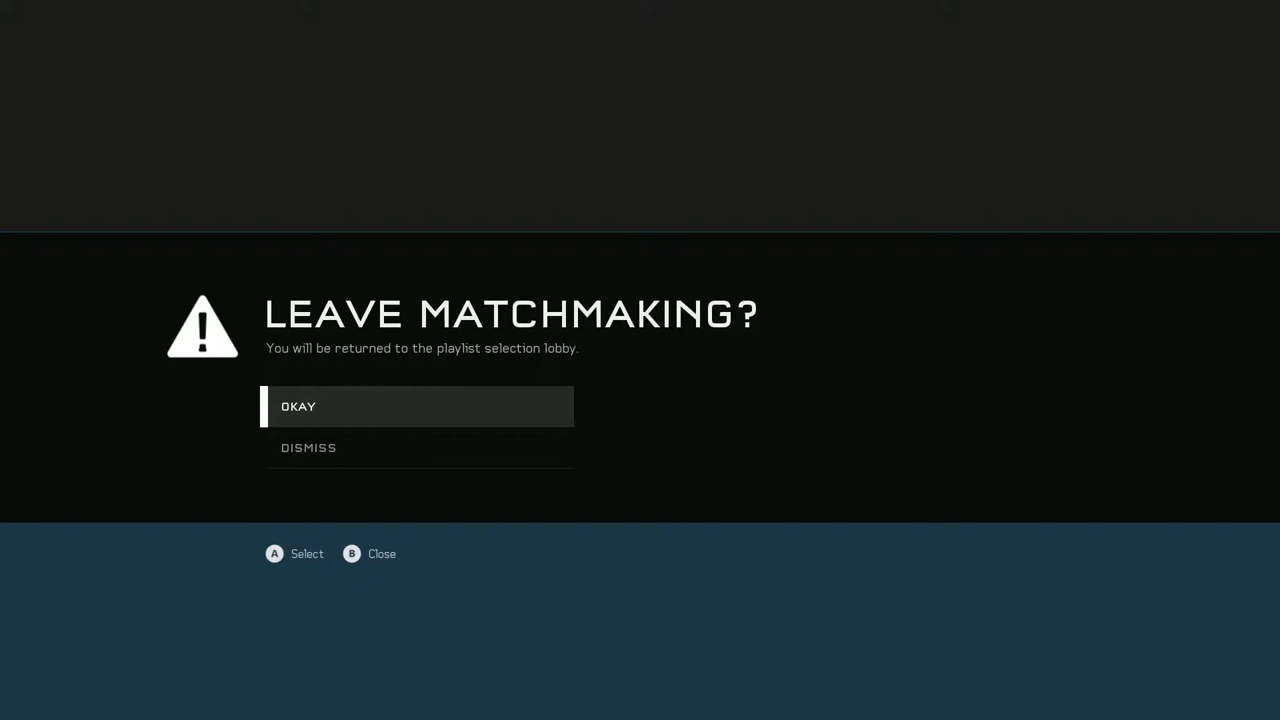 LEAVE MATCHMAKING?
You will be returned to the playlist selection lobby.
OKAY
DISMISS
A Select B Close